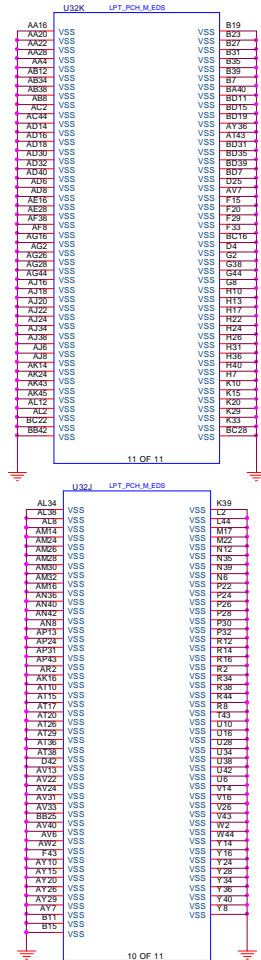 U32K LPT_PCH_M_EDS
AA16 VSS VSS B19
AA20 VSS VSS B23
AA22 VSS VSS B27
AA28 VSS VSS B31
AA4 VSS VSS B35
AB12 VSS VSS B39
AB34 VSS VSS B7
AB38 VSS VSS BA40
AB8 VSS VSS BD11
AC2 VSS VSS BD15
AC44 VSS VSS BD19
AD14 VSS VSS AY36
AD16 VSS VSS AT43
AD18 VSS VSS BD31
AD30 VSS VSS BD35
AD32 VSS VSS BD39
AD40 VSS VSS BD7
AD6 VSS VSS D25
AD8 VSS VSS AV7
AE16 VSS VSS F15
AE28 VSS VSS F20
AF38 VSS VSS F29
AF8 VSS VSS F33
AG16 VSS VSS BC16
AG2 VSS VSS D4
AG26 VSS VSS G2
AG28 VSS VSS G38
AG44 VSS VSS G44
AJ16 VSS VSS G8
AJ18 VSS VSS H10
AJ20 VSS VSS H13
AJ22 VSS VSS H17
AJ24 VSS VSS H22
AJ34 VSS VSS H24
AJ38 VSS VSS H26
AJ6 VSS VSS H31
AJ8 VSS VSS H36
AK14 VSS VSS H40
AK24 VSS VSS H7
AK43 VSS VSS K10
AK45 VSS VSS K15
AL12 VSS VSS K20
AL2 VSS VSS K29
BC22 VSS VSS K33
BB42 VSS VSS BC28
11 OF 11
U32J LPT_PCH_M_EDS
AL34 VSS VSS K39
AL38 VSS VSS L2
AL8 VSS VSS L44
AM14 VSS VSS M17
AM24 VSS VSS M22
AM26 VSS VSS N12
AM28 VSS VSS N35
AM30 VSS VSS N39
AM32 VSS VSS N6
AM16 VSS VSS P22
AN36 VSS VSS P24
AN40 VSS VSS P26
AN42 VSS VSS P28
AN8 VSS VSS P30
AP13 VSS VSS P32
AP24 VSS VSS R12
AP31 VSS VSS R14
AP43 VSS VSS R16
AR2 VSS VSS R2
AK16 VSS VSS R34
AT10 VSS VSS R38
AT15 VSS VSS R44
AT17 VSS VSS R8
AT20 VSS VSS T43
AT26 VSS VSS U10
AT29 VSS VSS U16
AT36 VSS VSS U28
AT38 VSS VSS U34
D42 VSS VSS U38
AV13 VSS VSS U42
AV22 VSS VSS U6
AV24 VSS VSS V14
AV31 VSS VSS V16
AV33 VSS VSS V26
BB25 VSS VSS V43
AV40 VSS VSS W2
AV6 VSS VSS W44
AW2 VSS VSS Y14
F43 VSS VSS Y16
AY10 VSS VSS Y24
AY15 VSS VSS Y28
AY20 VSS VSS Y34
AY26 VSS VSS Y36
AY29 VSS VSS Y40
AY7 VSS VSS Y8
B11 VSS
B15 VSS
10 OF 11